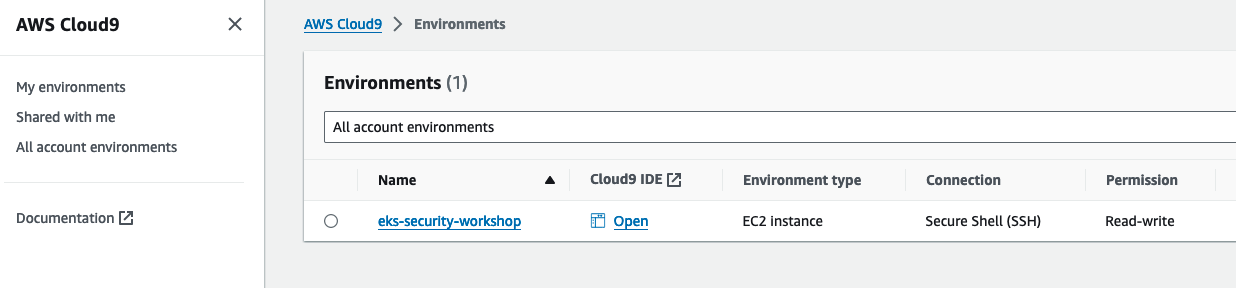 AWS Cloud9
My environments
Shared with me
All account environments
Documentation
AWS Cloud9 > Environments
Environments (1)
All account environments
Name Cloud9 IDE Environment type Connection Permission
eks-security-workshop Open EC2 instance Secure Shell (SSH) Read-write